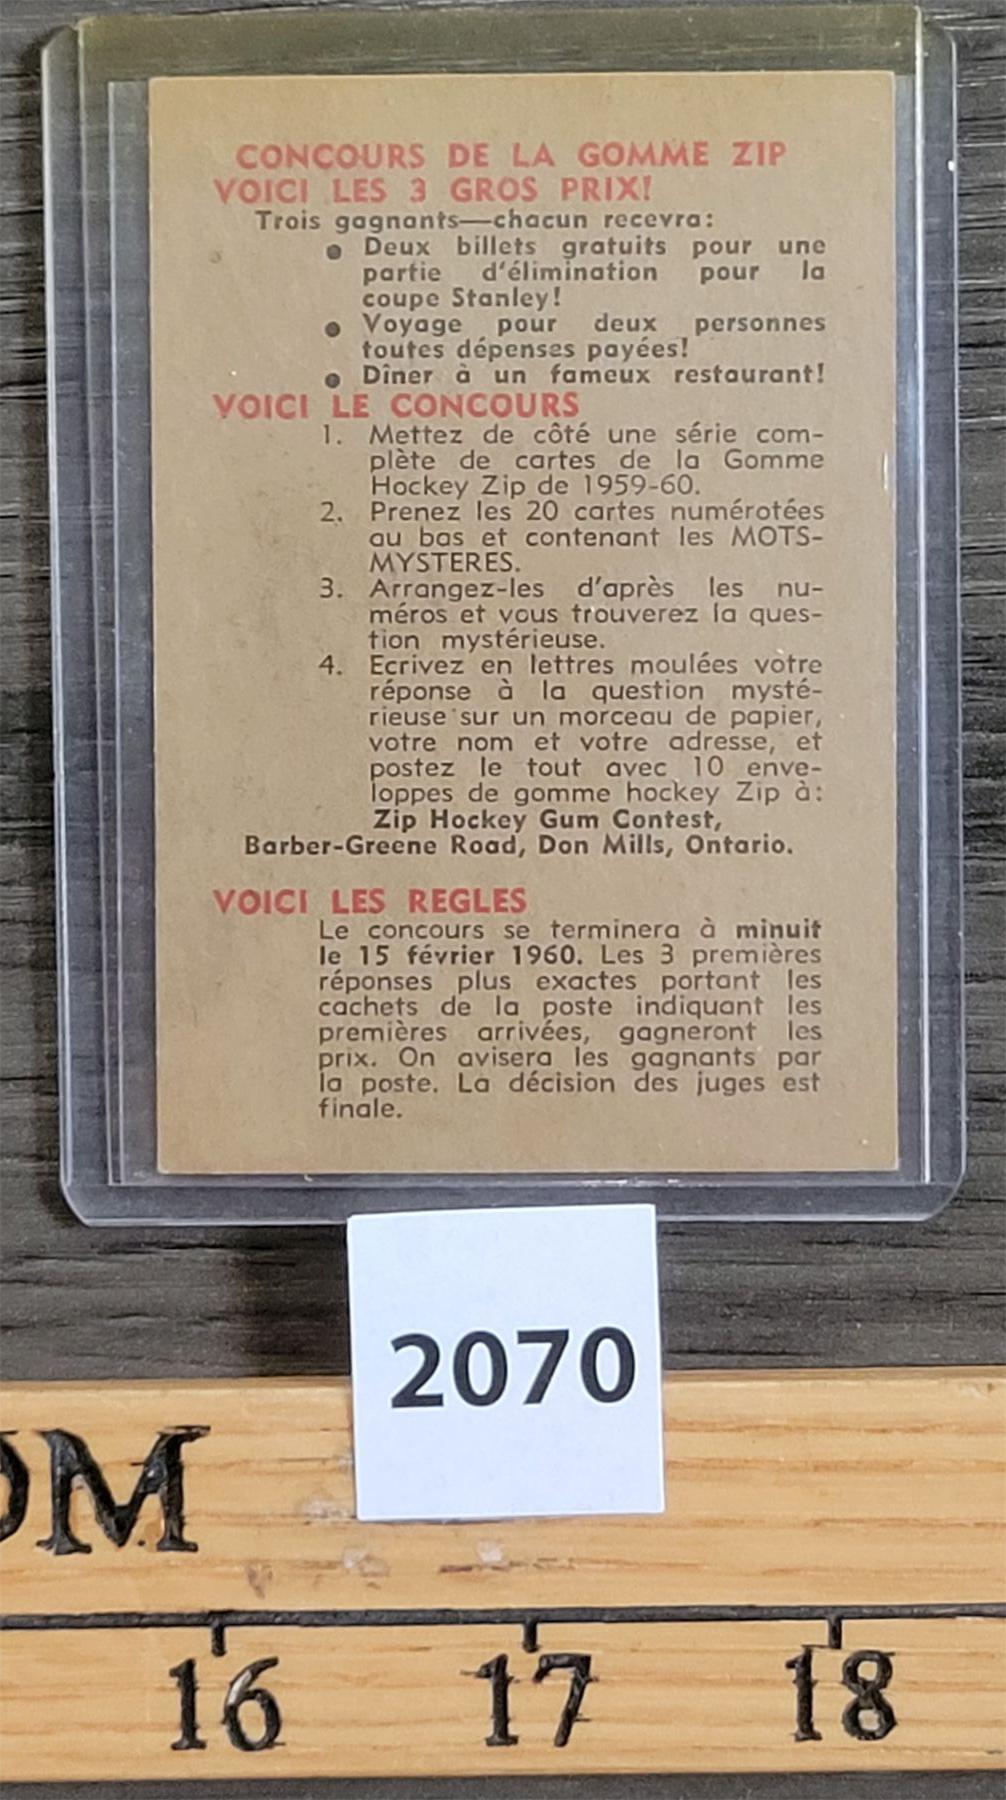 CONCOURS DE LA GOMME ZIP
VOICI LES 3 GROS PRIX!
Trois gagnants—chacun recevra:
• Deux billets gratuits pour une
partie d'élimination pour la
coupe Stanley!
• Voyage pour deux personnes
toutes dépenses payées!
• Dîner à un fameux restaurant!
VOICI LE CONCOURS
1. Mettez de côté une série com-
plète de cartes de la Gomme
Hockey Zip de 1959-60.
2. Prenez les 20 cartes numérotées
au bas et contenant les MOTS-
MYSTERES.
3. Arrangez-les d'après les nu-
méros et vous trouverez la ques-
tion mystérieuse.
4. Ecrivez en lettres moulées votre
réponse à la question mysté-
rieuse sur un morceau de papier,
votre nom et votre adresse, et
postez le tout avec 10 enve-
loppes de gomme hockey Zip à:
Zip Hockey Gum Contest,
Barber-Greene Road, Don Mills, Ontario.
VOICI LES REGLES
Le concours se terminera à minuit
le 15 février 1960. Les 3 premières
réponses plus exactes portant les
cachets de la poste indiquant les
premières arrivées, gagneront les
prix. On avisera les gagnants par
la poste. La décision des juges est
finale.
2070
OM
16 17 18